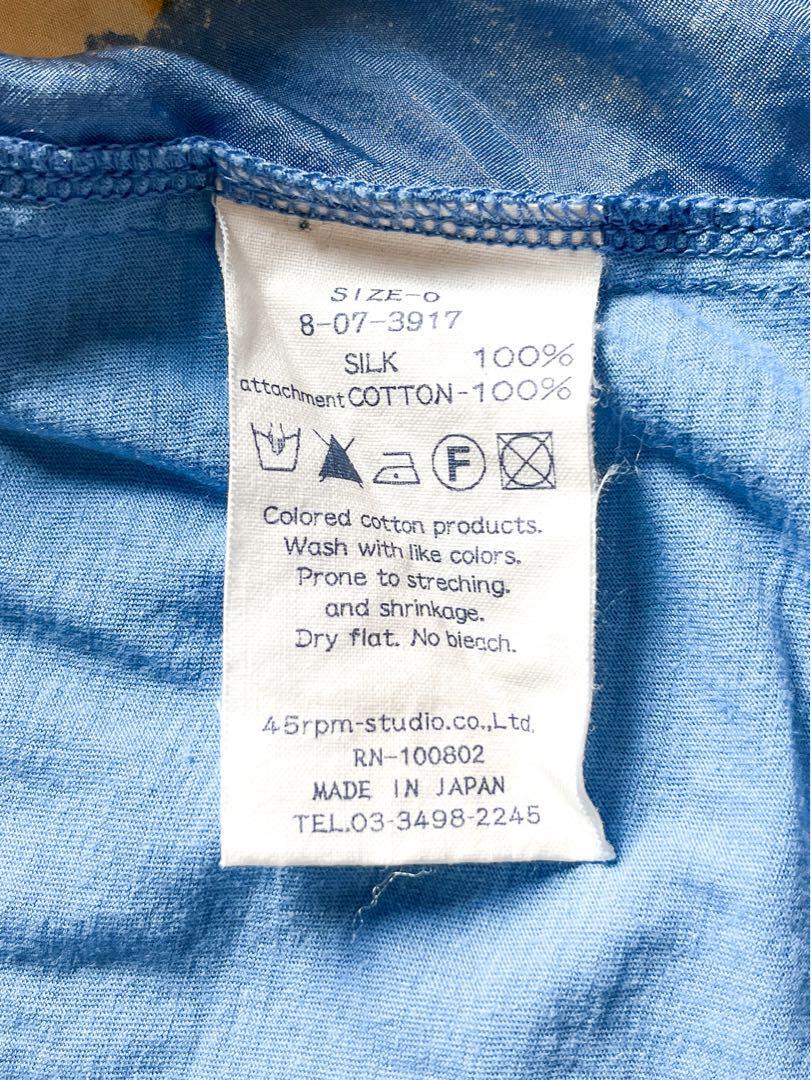 SIZE-0
8-07-3917
SILK 100%
attachment COTTON-100%
F
Colored cotton products.
Wash with like colors.
Prone to streching.
and shrinkage.
Dry flat. No bleach.
45rpm-studio.co.,Ltd.
RN-100802
MADE IN JAPAN
TEL.03-3498-2245